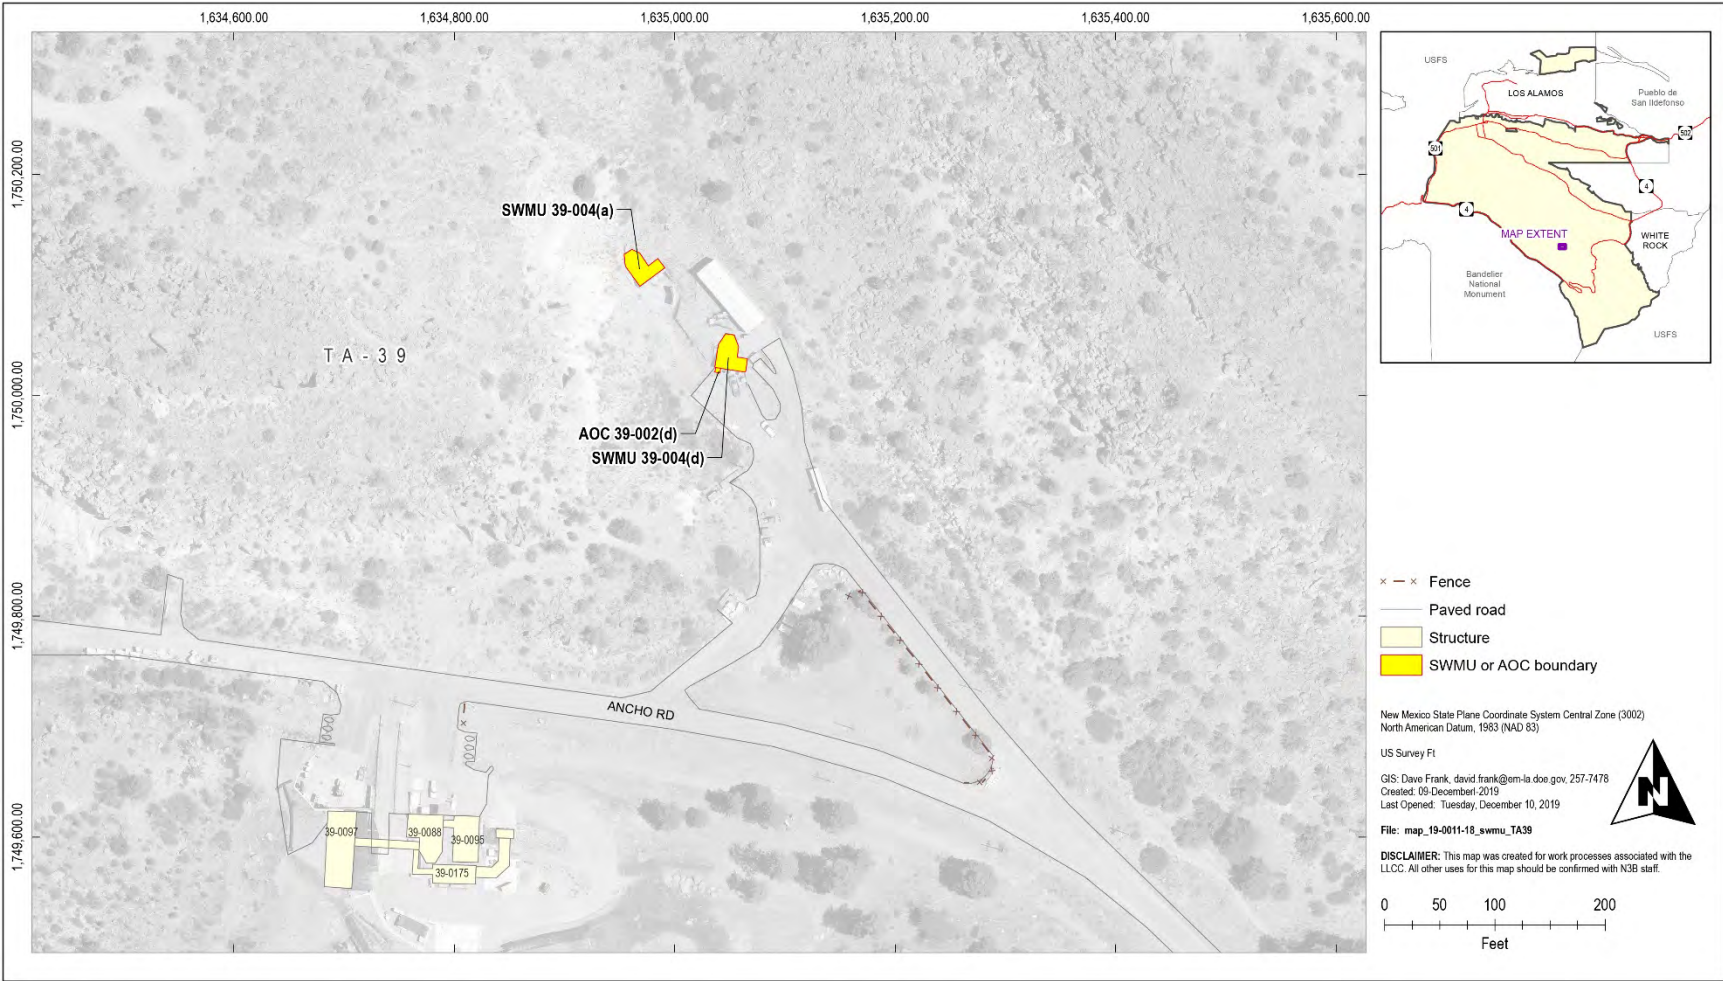 1,634,600.00
1,634,800.00
1,635,000.00
1,635,200.00
1,635,400.00
1,635,600.00
1,750,200.00
1,750,000.00
1,749,800.00
1,749,600.00
SWMU 39-004(a)
TA-39
AOC 39-002(d)
SWMU 39-004(d)
ANCHO RD
39-0097
39-0088
39-0095
39-0175
USFS
LOS ALAMOS
Pueblo de
San Ildefonso
502
501
4
4
MAP EXTENT
WHITE
ROCK
Bandelier
National
Monument
USFS
Fence
Paved road
Structure
SWMU or AOC boundary
New Mexico State Plane Coordinate System Central Zone (3002)
North American Datum, 1983 (NAD 83)
US Survey Ft
GIS: Dave Frank, david.frank@em-la.doe.gov, 257-7478
Created: 09-Decemberl-2019
Last Opened: Tuesday, December 10, 2019
N
File: map_19-0011-18_swmu_TA39
DISCLAIMER: This map was created for work processes associated with the
LLCC. All other uses for this map should be confirmed with N3B staff.
0 50 100 200
Feet